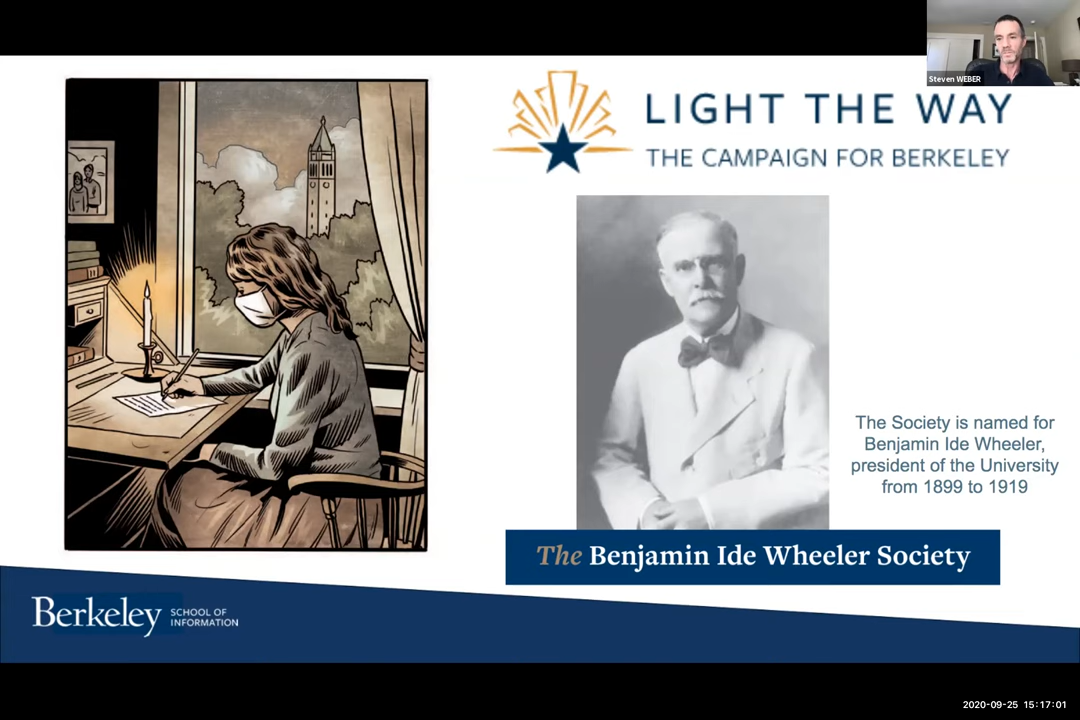 Steven WEBER
LIGHT THE WAY
THE CAMPAIGN FOR BERKELEY
The Society is named for
Benjamin Ide Wheeler,
president of the University
from 1899 to 1919
The Benjamin Ide Wheeler Society
Berkeley SCHOOL OF
INFORMATION
2020-09-25 15:17:01